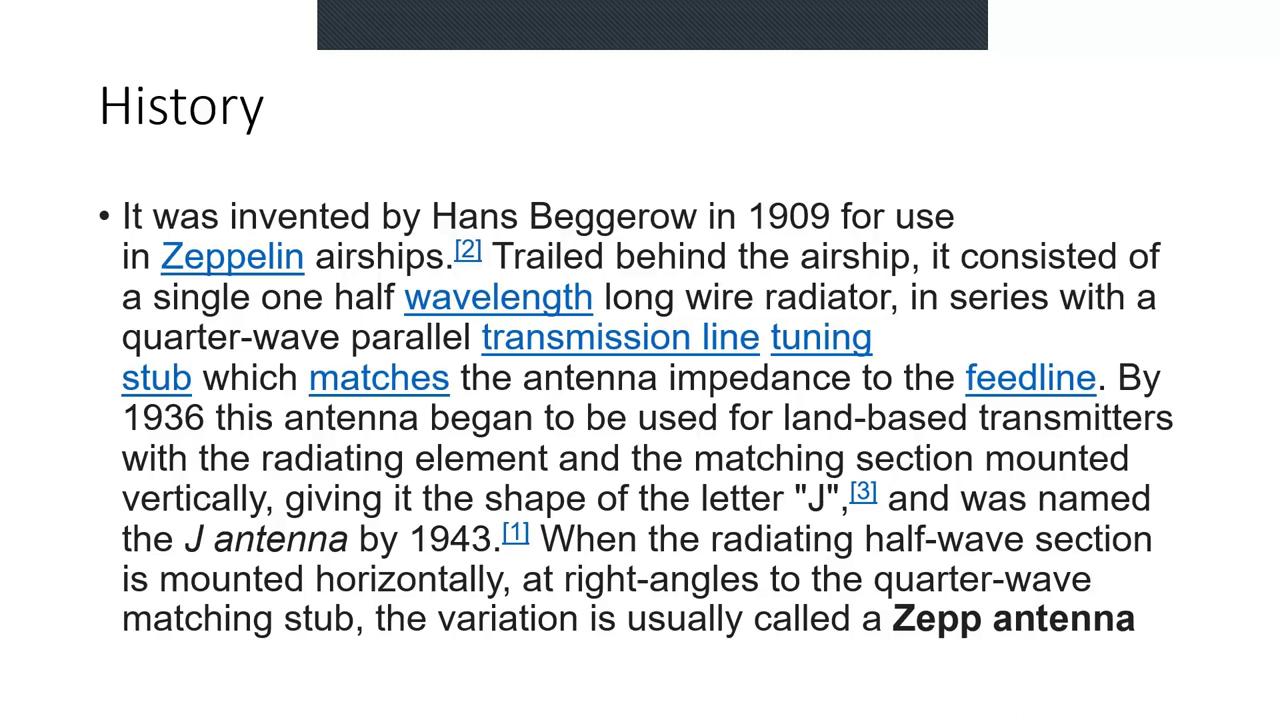 History
• It was invented by Hans Beggerow in 1909 for use
in Zeppelin airships.[2] Trailed behind the airship, it consisted of
a single one half wavelength long wire radiator, in series with a
quarter-wave parallel transmission line tuning
stub which matches the antenna impedance to the feedline. By
1936 this antenna began to be used for land-based transmitters
with the radiating element and the matching section mounted
vertically, giving it the shape of the letter "J",[3] and was named
the J antenna by 1943.[1] When the radiating half-wave section
is mounted horizontally, at right-angles to the quarter-wave
matching stub, the variation is usually called a Zepp antenna